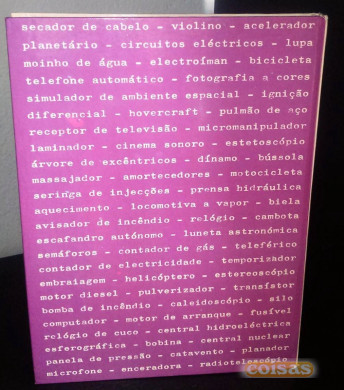 secador de cabelo - violino - acelerador
planetário - circuitos eléctricos - lupa
moinho de água - electroíman - bicicleta
telefone automático - fotografia a cores
simulador de ambiente espacial - ignição
diferencial - hovercraft - pulmão de aço
receptor de televisão - micromanipulador
laminador - cinema sonoro - estetoscópio
árvore de excêntricos - dínamo - bússola
massajador - amortecedores - motocicleta
seringa de injecções - prensa hidráulica
aquecimento - locomotiva a vapor - biela
avisador de incêndio - relógio - cambota
escafandro autónomo - luneta astronómica
semáforos - contador de gás - teleférico
contador de electricidade - temporizador
embraiagem - helicóptero - estereoscópio
motor diesel - pulverizador - transístor
bomba de incêndio - caleidoscópio - silo
computador - motor de arranque - fusível
relógio de cuco - central hidroeléctrica
esferográfica - bobina - central nuclear
panela de pressão - catavento - planador
microfone - enceradora - radiotelescópio
coisas